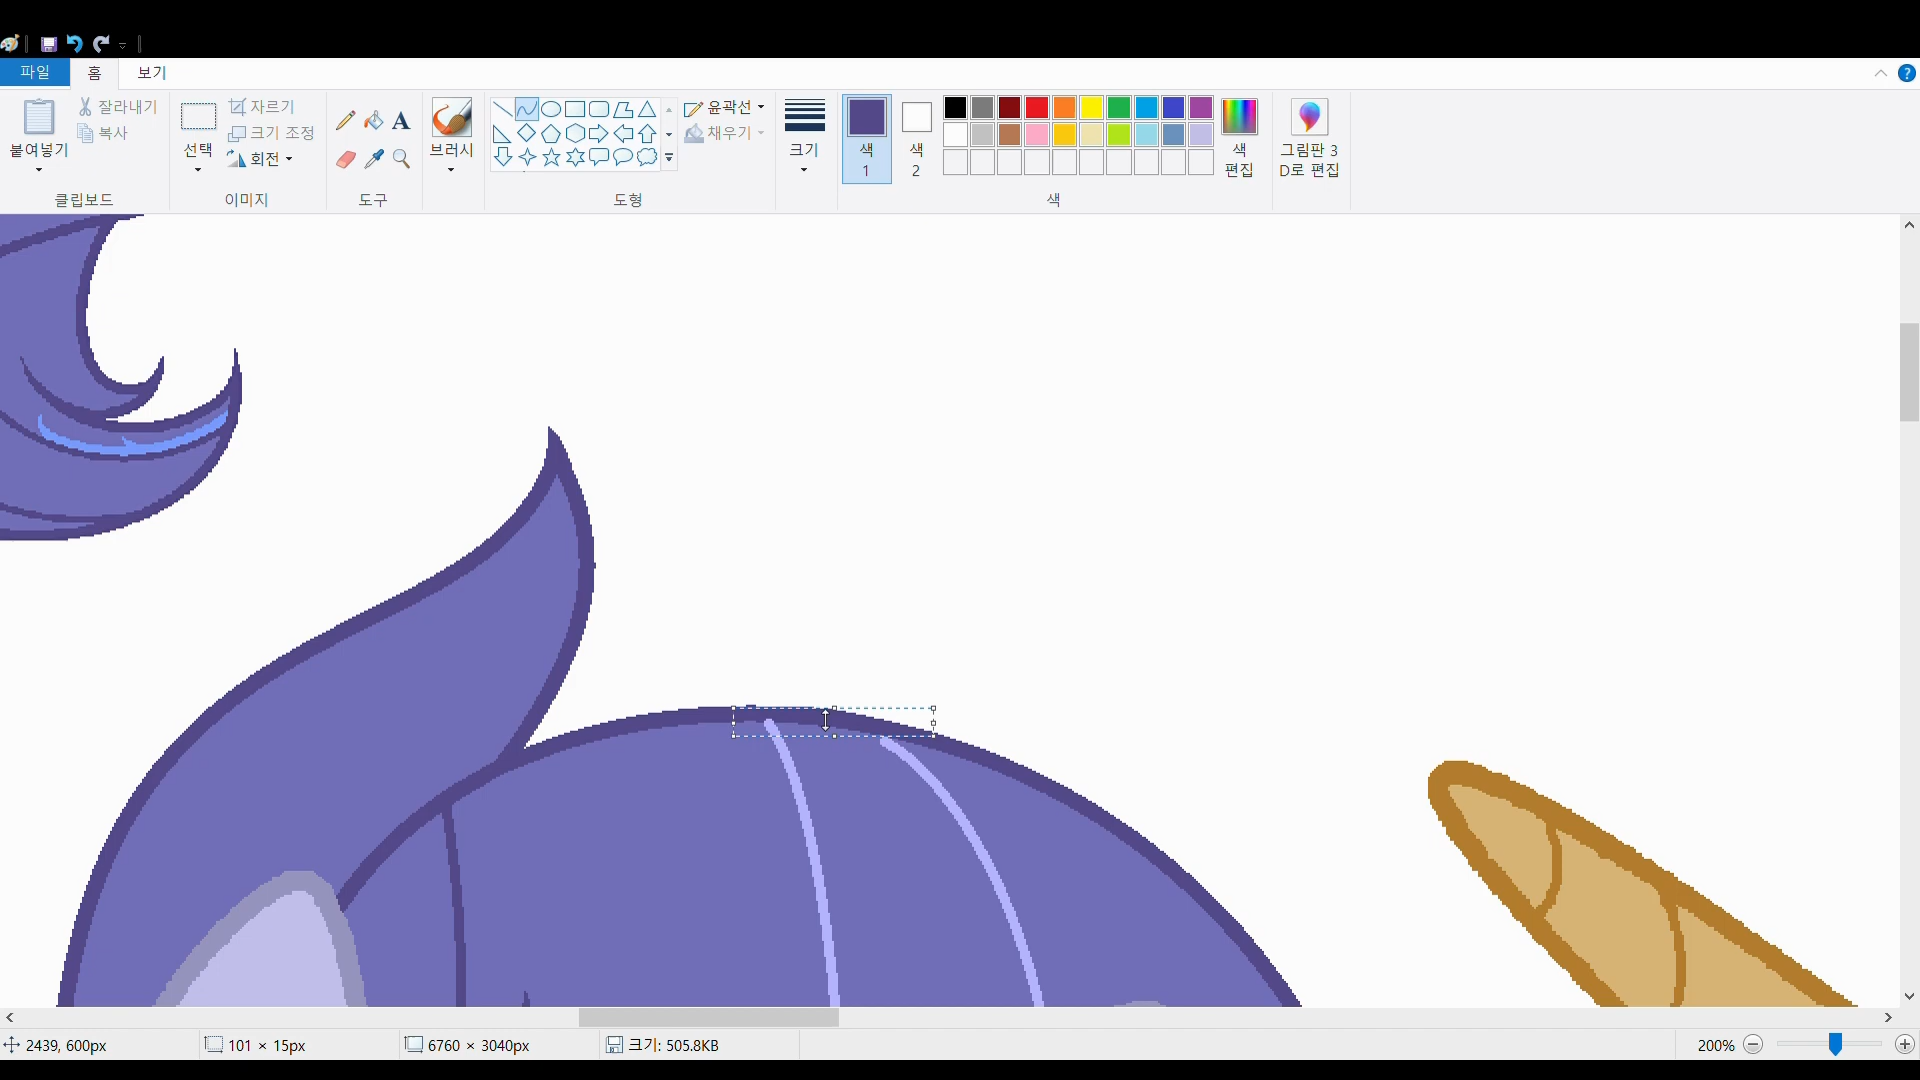 파일 홈 보기
붙여넣기
잘라내기
복사
클립보드
선택
자르기
크기 조정
회전
이미지
A
도구
브러시
윤곽선
채우기
도형
크기
색
1
색
2
색
편집
색
그림판 3
D로 편집
?
2439, 600px
101 × 15px
6760 × 3040px
크기: 505.8KB
200%